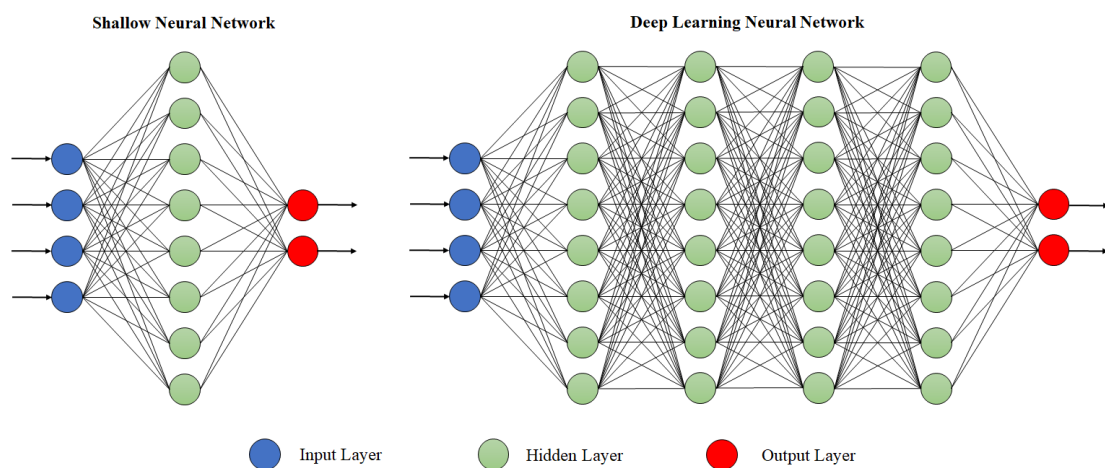 Shallow Neural Network
Deep Learning Neural Network
Input Layer
Hidden Layer
Output Layer